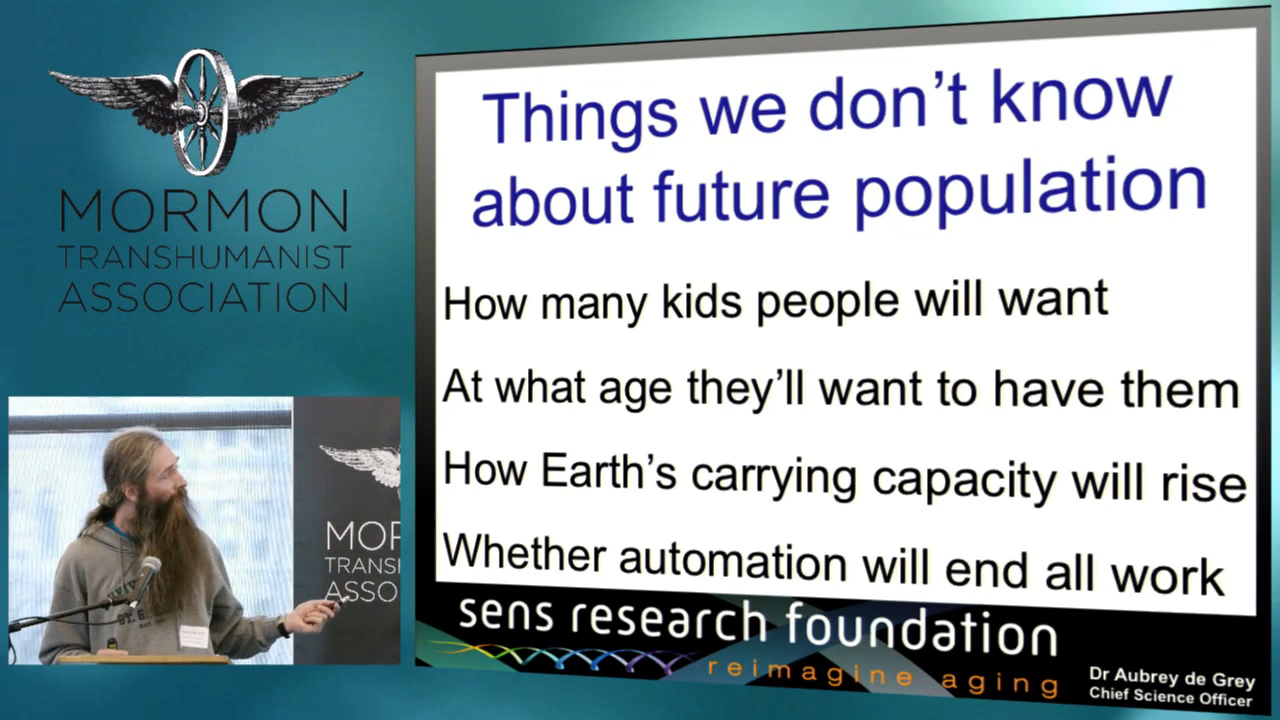 MORMON
TRANSHUMANIST
ASSOCIATION
Things we don't know
about future population
How many kids people will want
At what age they'll want to have them
How Earth's carrying capacity will rise
Whether automation will end all work
sens research foundation
reimagine aging
Dr Aubrey de Grey
Chief Science Officer
MOR
TRANSH
ASSO